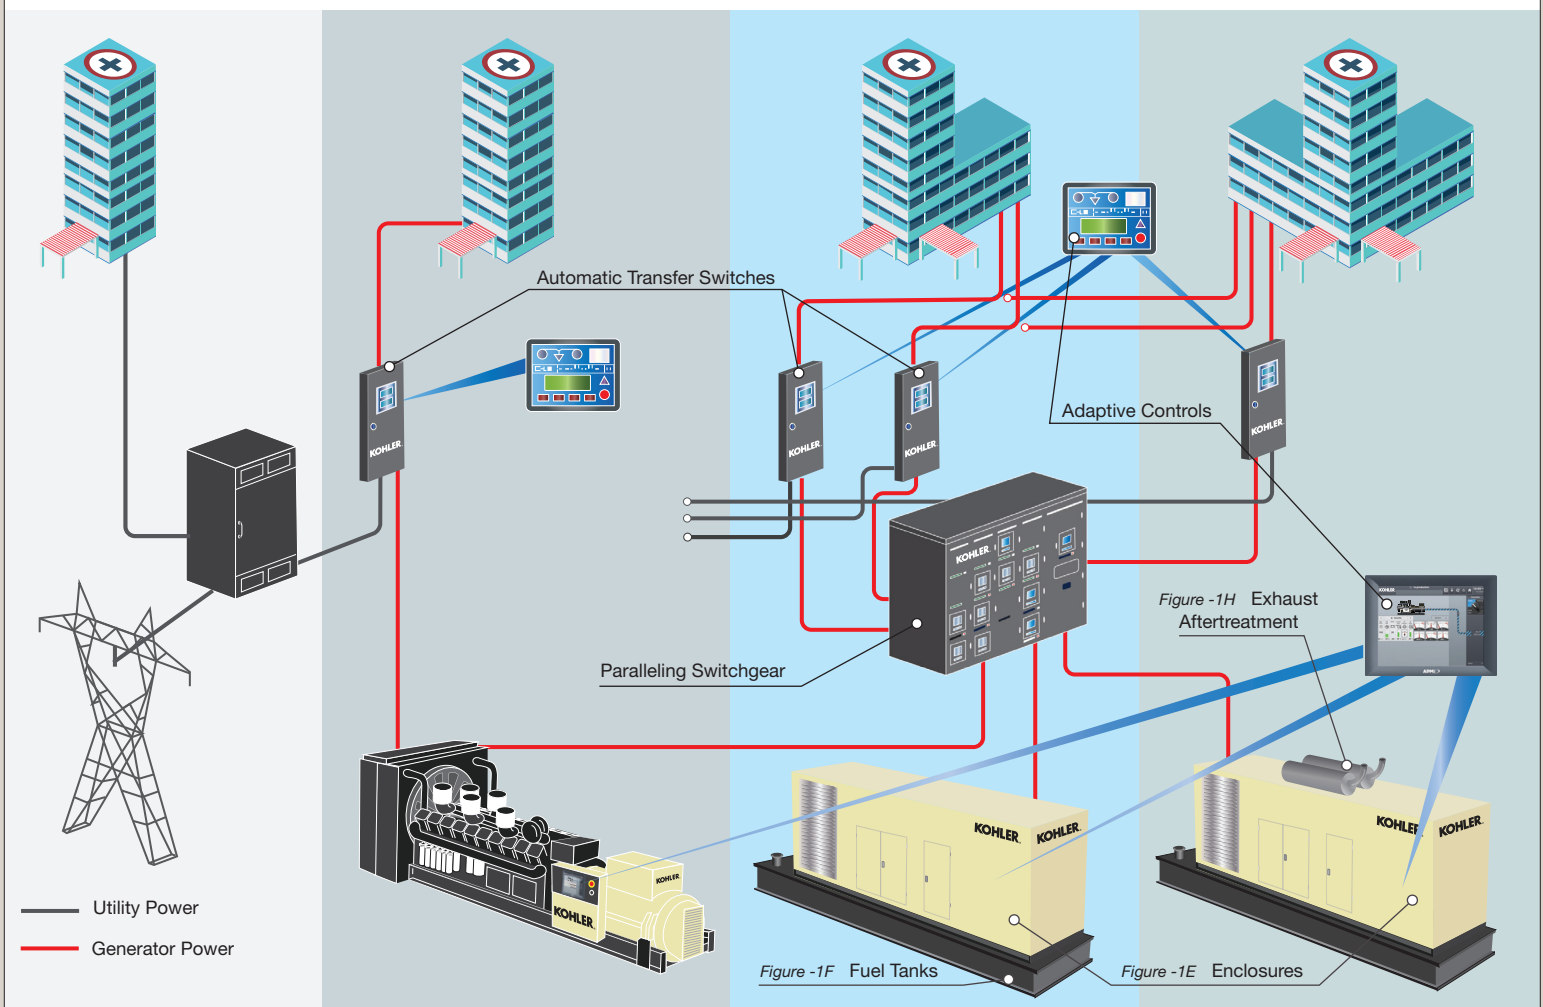 Automatic Transfer Switches
Adaptive Controls
KOHLER
KOHLER
KOHLER
KOHLER
KOHLER
Figure -1H Exhaust
Aftertreatment
KOHLER
Paralleling Switchgear
KOHLER KOHLER
KOHLER KOHLER
KOHLER
KOHLER
Utility Power
Generator Power
Figure -1F Fuel Tanks
Figure -1E Enclosures